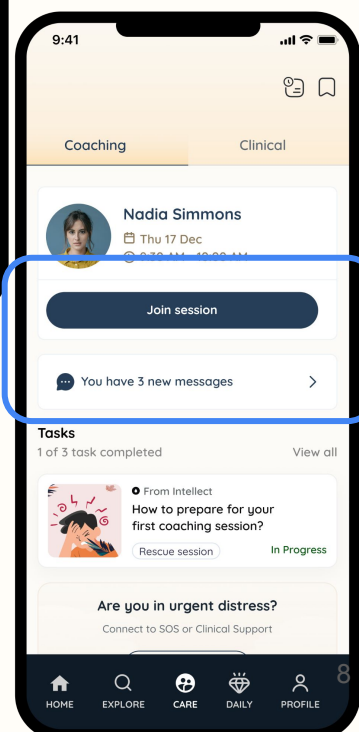 9:41
Coaching
Clinical
Nadia Simmons
Thu 17 Dec
Join session
You have 3 new messages
Tasks
1 of 3 task completed
View all
From Intellect
How to prepare for your
first coaching session?
Rescue session
In Progress
Are you in urgent distress?
Connect to SOS or Clinical Support
HOME
EXPLORE
CARE
DAILY
PROFILE
8